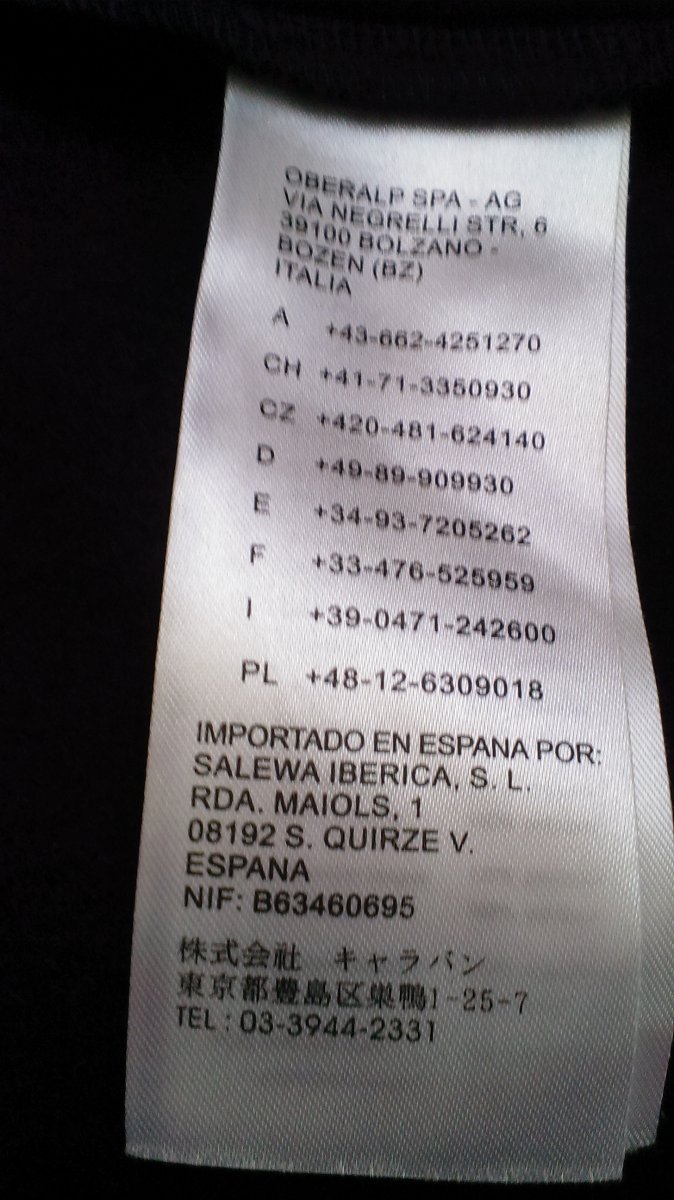 OBERALP SPA - AG
VIA NEGRELLI STR, 6
39100 BOLZANO -
BOZEN (BZ)
ITALIA
A +43-662-4251270
CH +41-71-3350930
CZ +420-481-624140
D +49-89-909930
E +34-93-7205262
F +33-476-525959
I +39-0471-242600
PL +48-12-6309018
IMPORTADO EN ESPANA POR:
SALEWA IBERICA, S. L.
RDA. MAIOLS, 1
08192 S. QUIRZE V.
ESPANA
NIF: B63460695
株式会社 キャラバン
東京都豊島区巣鴨1-25-7
TEL : 03-3944-2331